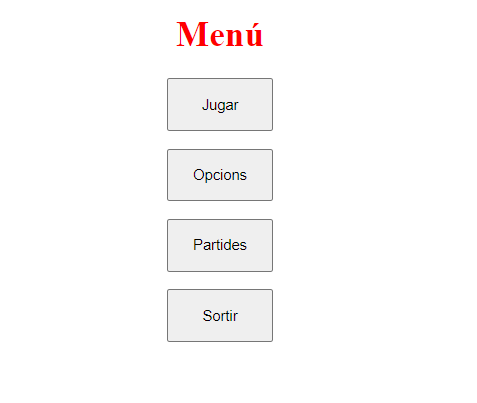 Menú
Jugar
Opcions
Partides
Sortir